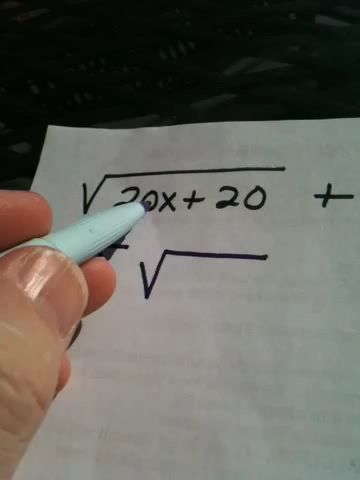 √20x + 20 +
√